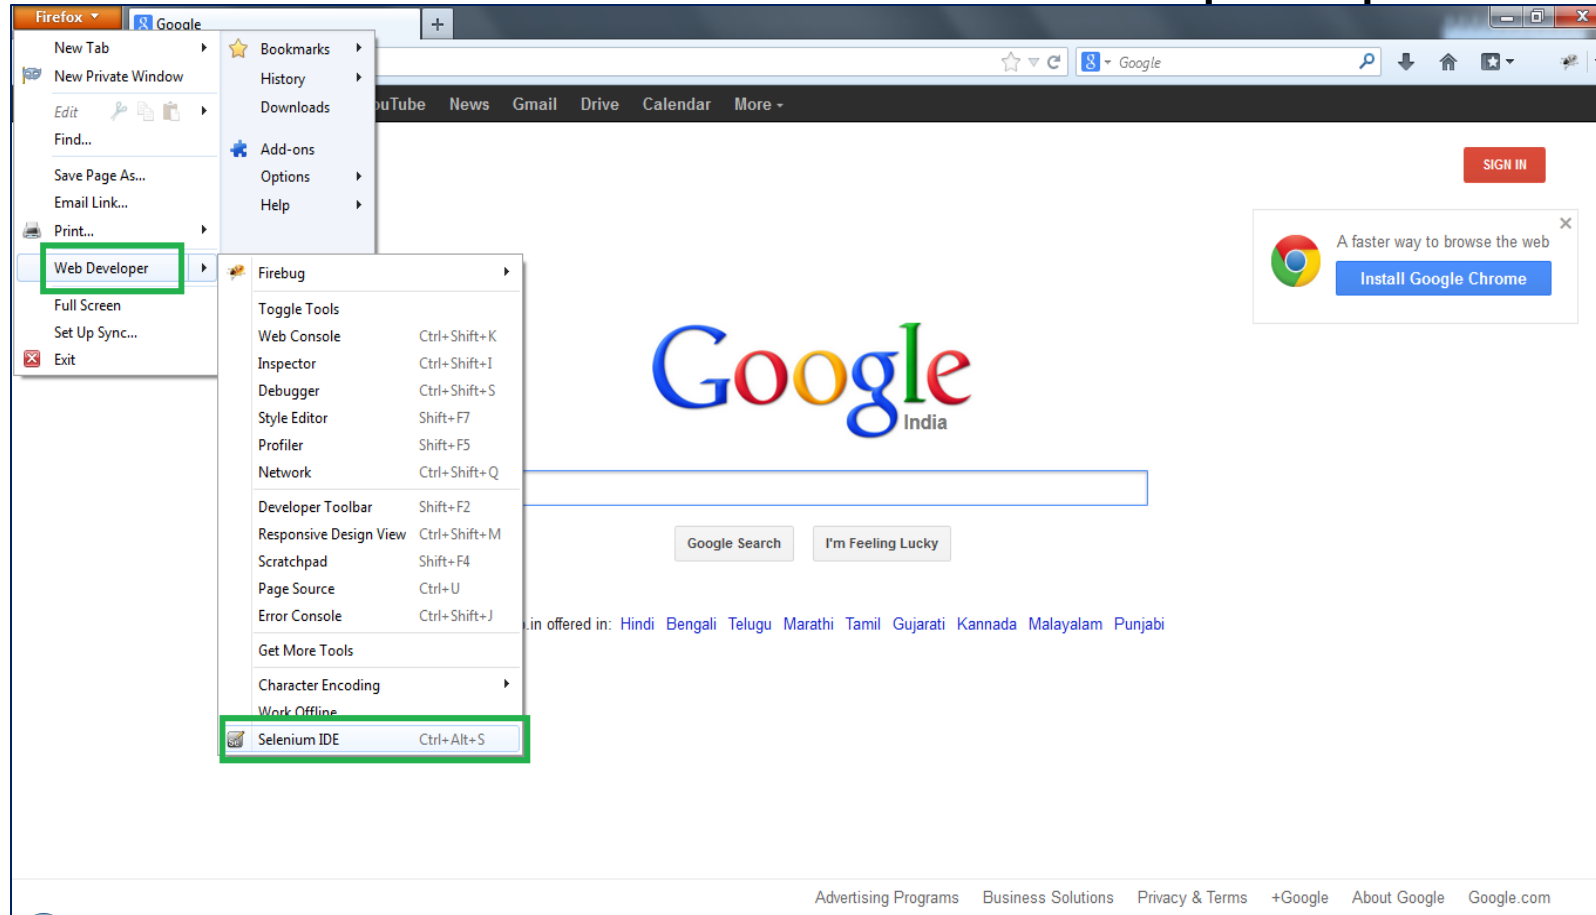 Firefox
Google
New Tab
New Private Window
Edit
Find...
Save Page As...
Email Link...
Print...
Web Developer
Full Screen
Set Up Sync...
Exit
Bookmarks
History
Downloads
Add-ons
Options
Help
Firebug
Toggle Tools
Web Console Ctrl+Shift+K
Inspector Ctrl+Shift+I
Debugger Ctrl+Shift+S
Style Editor Shift+F7
Profiler Shift+F5
Network Ctrl+Shift+Q
Developer Toolbar Shift+F2
Responsive Design View Ctrl+Shift+M
Scratchpad Shift+F4
Page Source Ctrl+U
Error Console Ctrl+Shift+J
Get More Tools
Character Encoding
Work Offline
Selenium IDE Ctrl+Alt+S
Google
News Gmail Drive Calendar More
SIGN IN
A faster way to browse the web
Install Google Chrome
Google
India
Google Search I'm Feeling Lucky
.in offered in: Hindi Bengali Telugu Marathi Tamil Gujarati Kannada Malayalam Punjabi
Advertising Programs Business Solutions Privacy & Terms +Google About Google Google.com